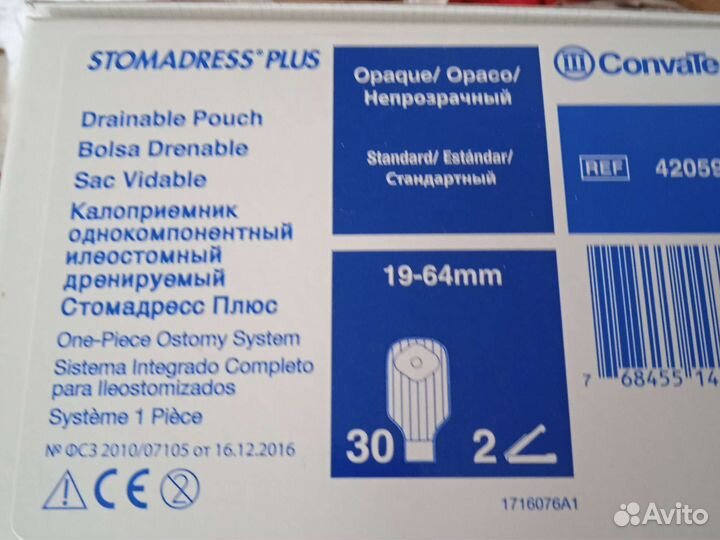 STOMADRESS® PLUS
Drainable Pouch
Bolsa Drenable
Sac Vidable
Калоприемник
однокомпонентный
илеостомный
дренируемый
Стомадресс Плюс
One-Piece Ostomy System
Sistema Integrado Completo
para Ileostomizados
Système 1 Pièce
№ ФСЗ 2010/07105 от 16.12.2016
CE
2
Opaque/ Opaco/
Непрозрачный
Standard/ Estándar/
Стандартный
19-64mm
30
2
1716076A1
ConvaTe
REF 42059
7 68455 14
Avito